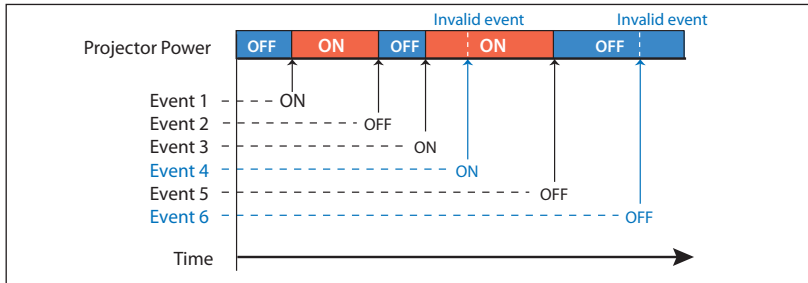 Invalid event Invalid event
Projector Power OFF ON OFF ON OFF
Event 1 ON
Event 2 OFF
Event 3 ON
Event 4 ON
Event 5 OFF
Event 6 OFF
Time